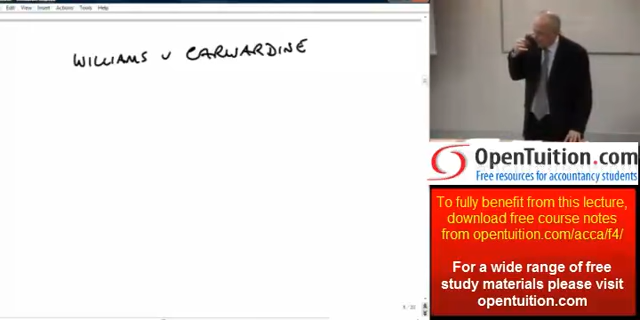 Edit View Insert Actions Tools Help
WILLIAMS v CARWARDINE
OpenTuition.com
Free resources for accountancy students
To fully benefit from this lecture,
download free course notes
from opentuition.com/acca/f4/
For a wide range of free
study materials please visit
opentuition.com